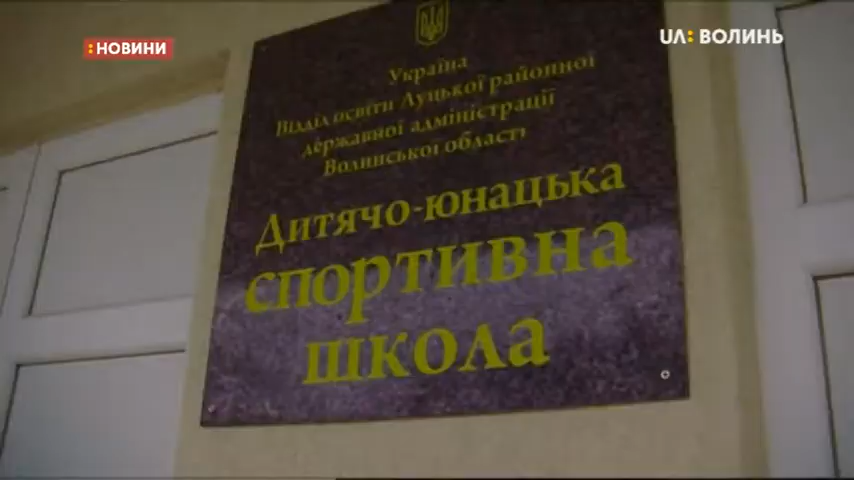 :НОВИНИ
UA: ВОЛИНЬ
Україна
Відділ освіти Луцької районної
державної адміністрації
Волинської області
Дитячо-юнацька
спортивна
школа